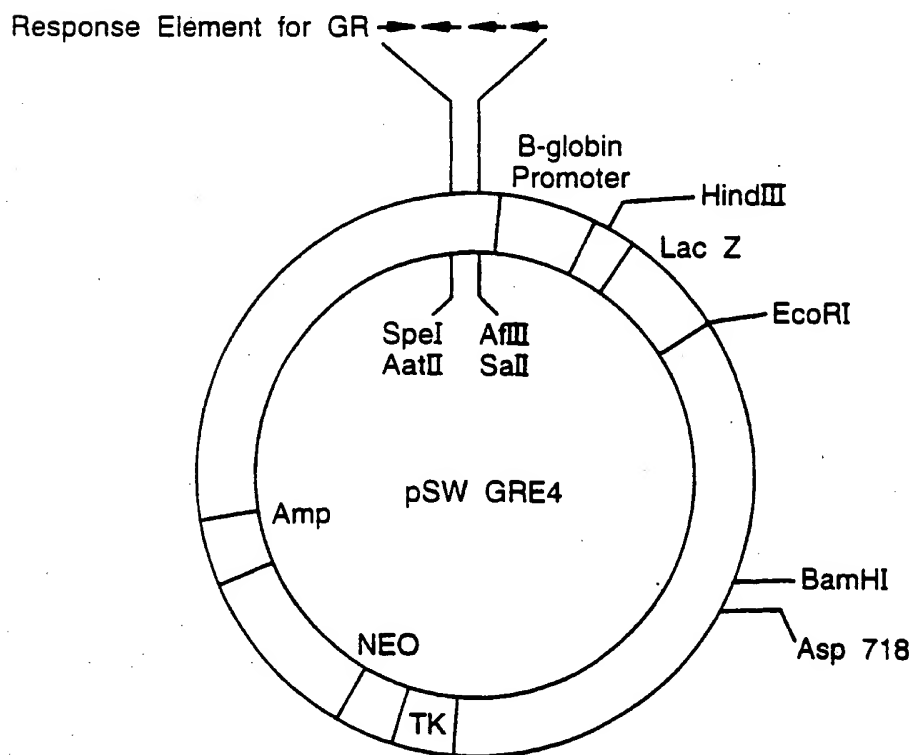 Response Element for GR
B-globin
Promoter
HindIII
Lac Z
EcoRI
SpeI
AflII
AatII
SalI
pSW GRE4
Amp
BamHI
Asp 718
NEO
TK